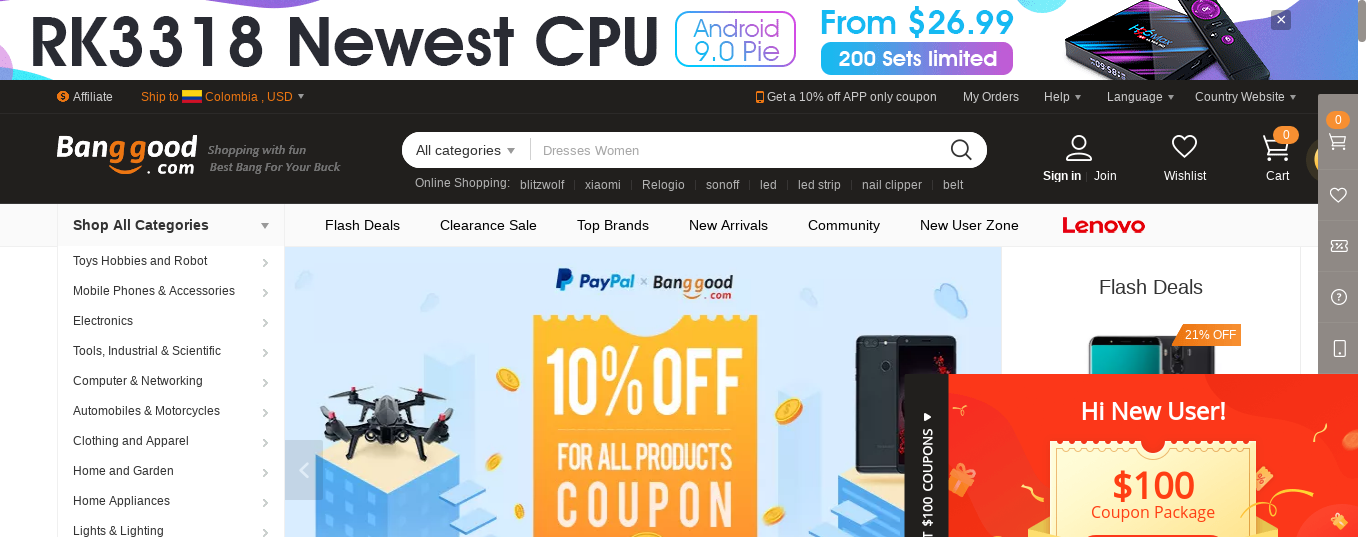 RK3318 Newest CPU
Android
9.0 Pie
From $26.99
200 Sets limited
Affiliate
Ship to Colombia , USD
Get a 10% off APP only coupon
My Orders
Help
Language
Country Website
Banggood
.com
Shopping with fun
Best Bang For Your Buck
All categories
Dresses Women
Sign in
Join
Wishlist
0
Cart
0
Online Shopping:
blitzwolf
xiaomi
Relogio
sonoff
led
led strip
nail clipper
belt
Shop All Categories
Flash Deals
Clearance Sale
Top Brands
New Arrivals
Community
New User Zone
Lenovo
Toys Hobbies and Robot
Mobile Phones & Accessories
Electronics
Tools, Industrial & Scientific
Computer & Networking
Automobiles & Motorcycles
Clothing and Apparel
Home and Garden
Home Appliances
Lights & Lighting
PayPal × Banggood
.com
10% OFF
FOR ALL PRODUCTS
COUPON
Flash Deals
21% OFF
$100 COUPONS
Hi New User!
$100
Coupon Package